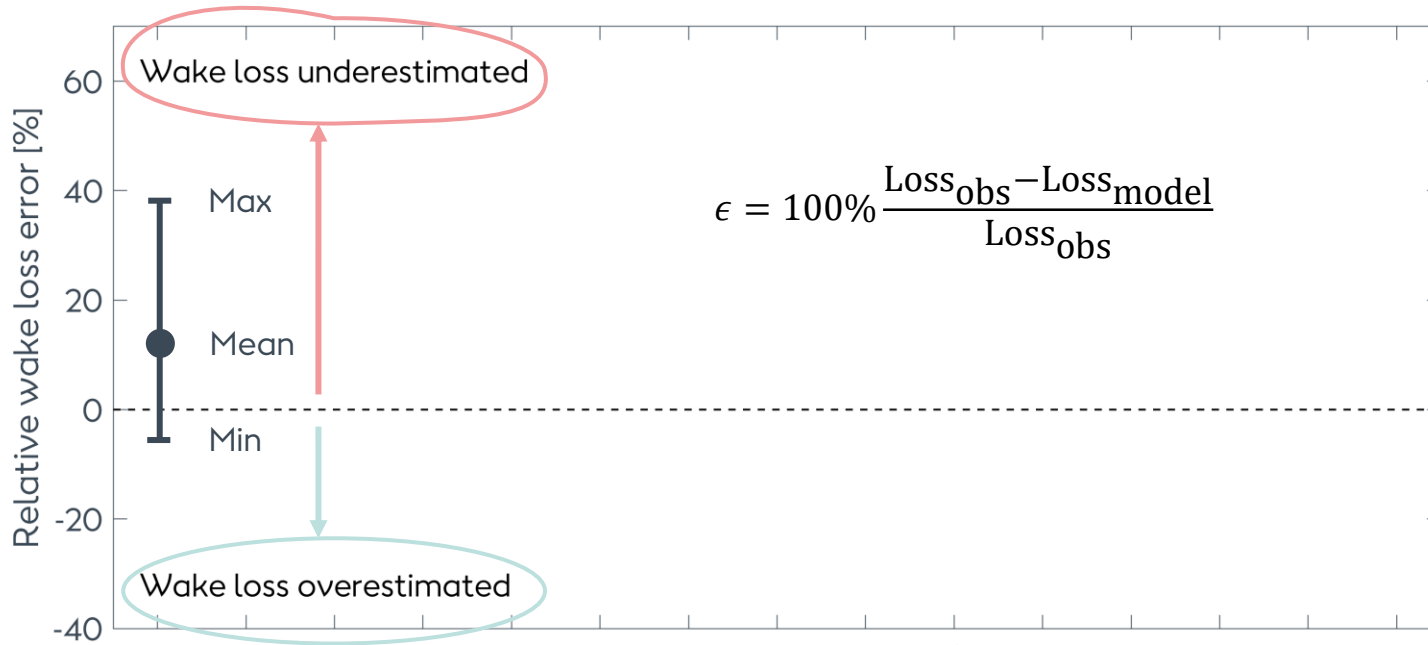 Relative wake loss error [%]
60
40
20
0
-20
-40
Wake loss underestimated
Max
Mean
Min
Wake loss overestimated
ϵ = 100% (Loss_obs−Loss_model)/Loss_obs